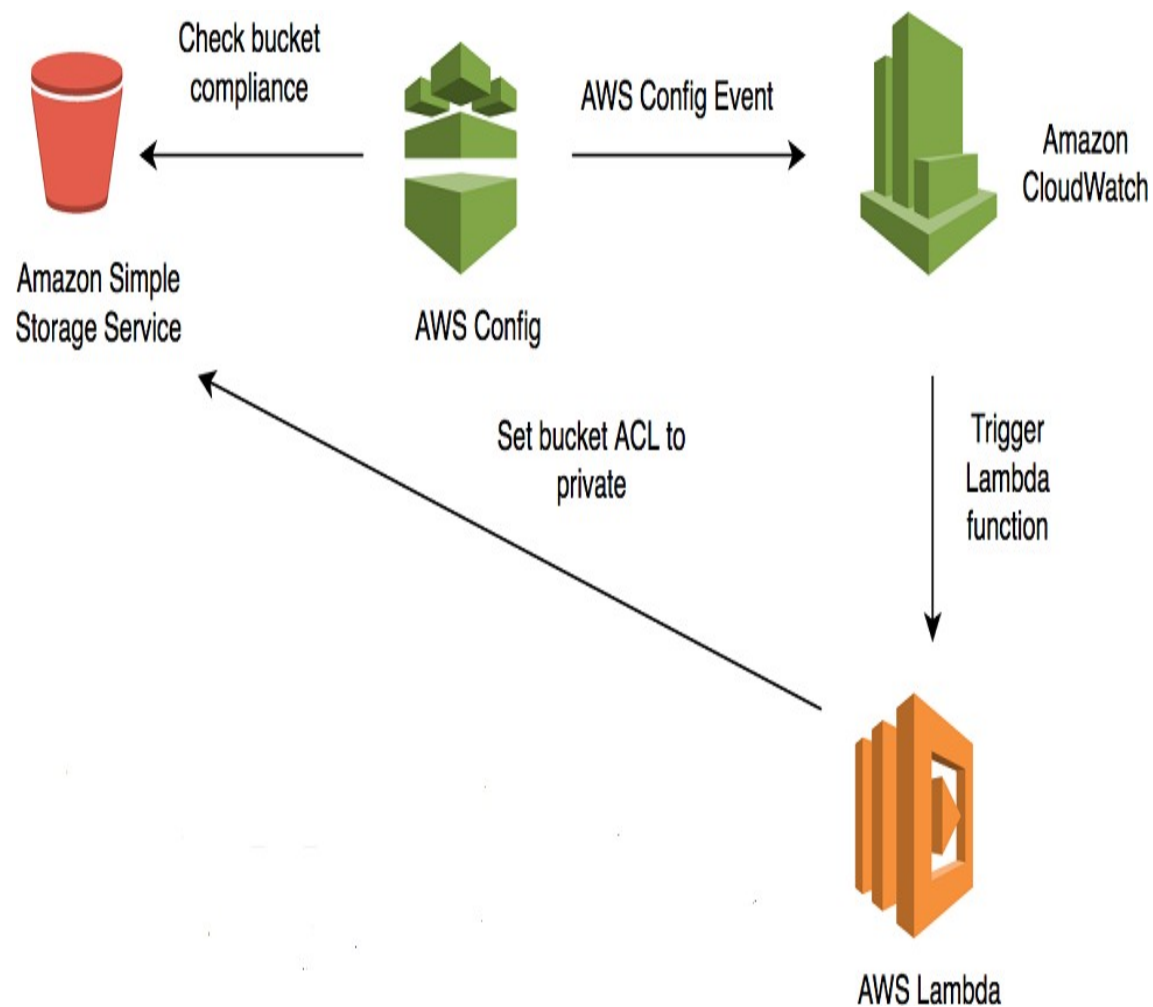 Check bucket
compliance
AWS Config Event
Amazon
CloudWatch
Amazon Simple
Storage Service
AWS Config
Set bucket ACL to
private
Trigger
Lambda
function
AWS Lambda